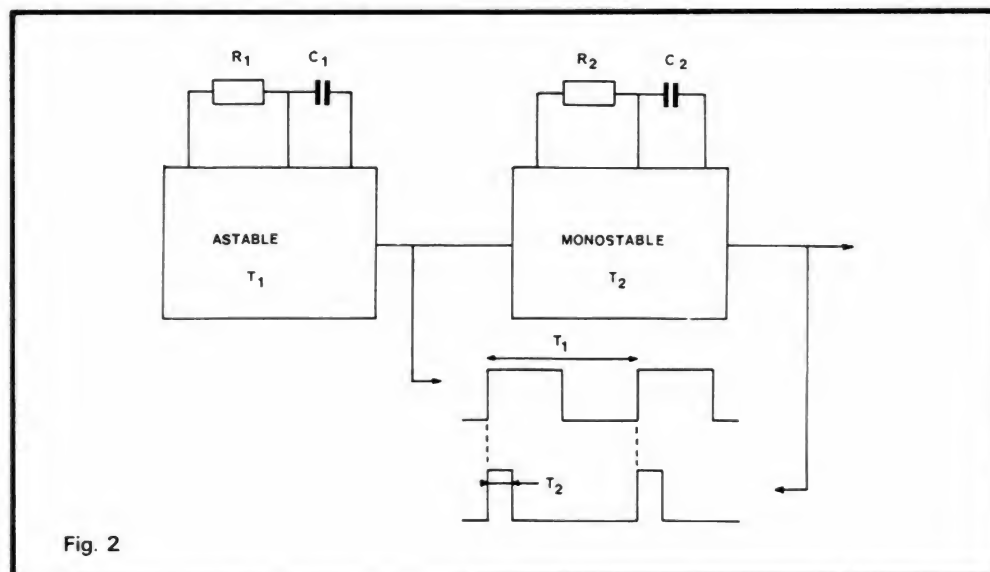 R1 C1 R2 C2
ASTABLE MONOSTABLE
T1 T2
T1
T2
Fig. 2